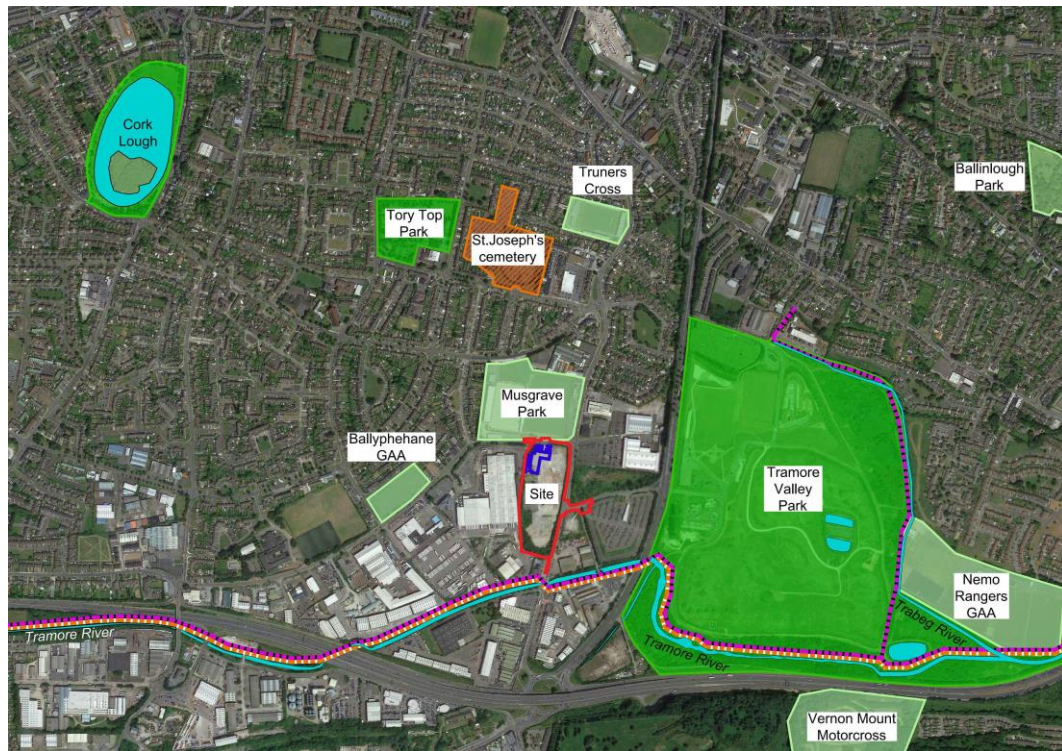 Cork
Lough
Truners
Cross
Ballinlough
Park
Tory Top
Park
St.Joseph's
cemetery
Musgrave
Park
Ballyphehane
GAA
Site
Tramore
Valley
Park
Nemo
Rangers
GAA
Trabeg River
Tramore River
Tramore River
Vernon Mount
Motorcross